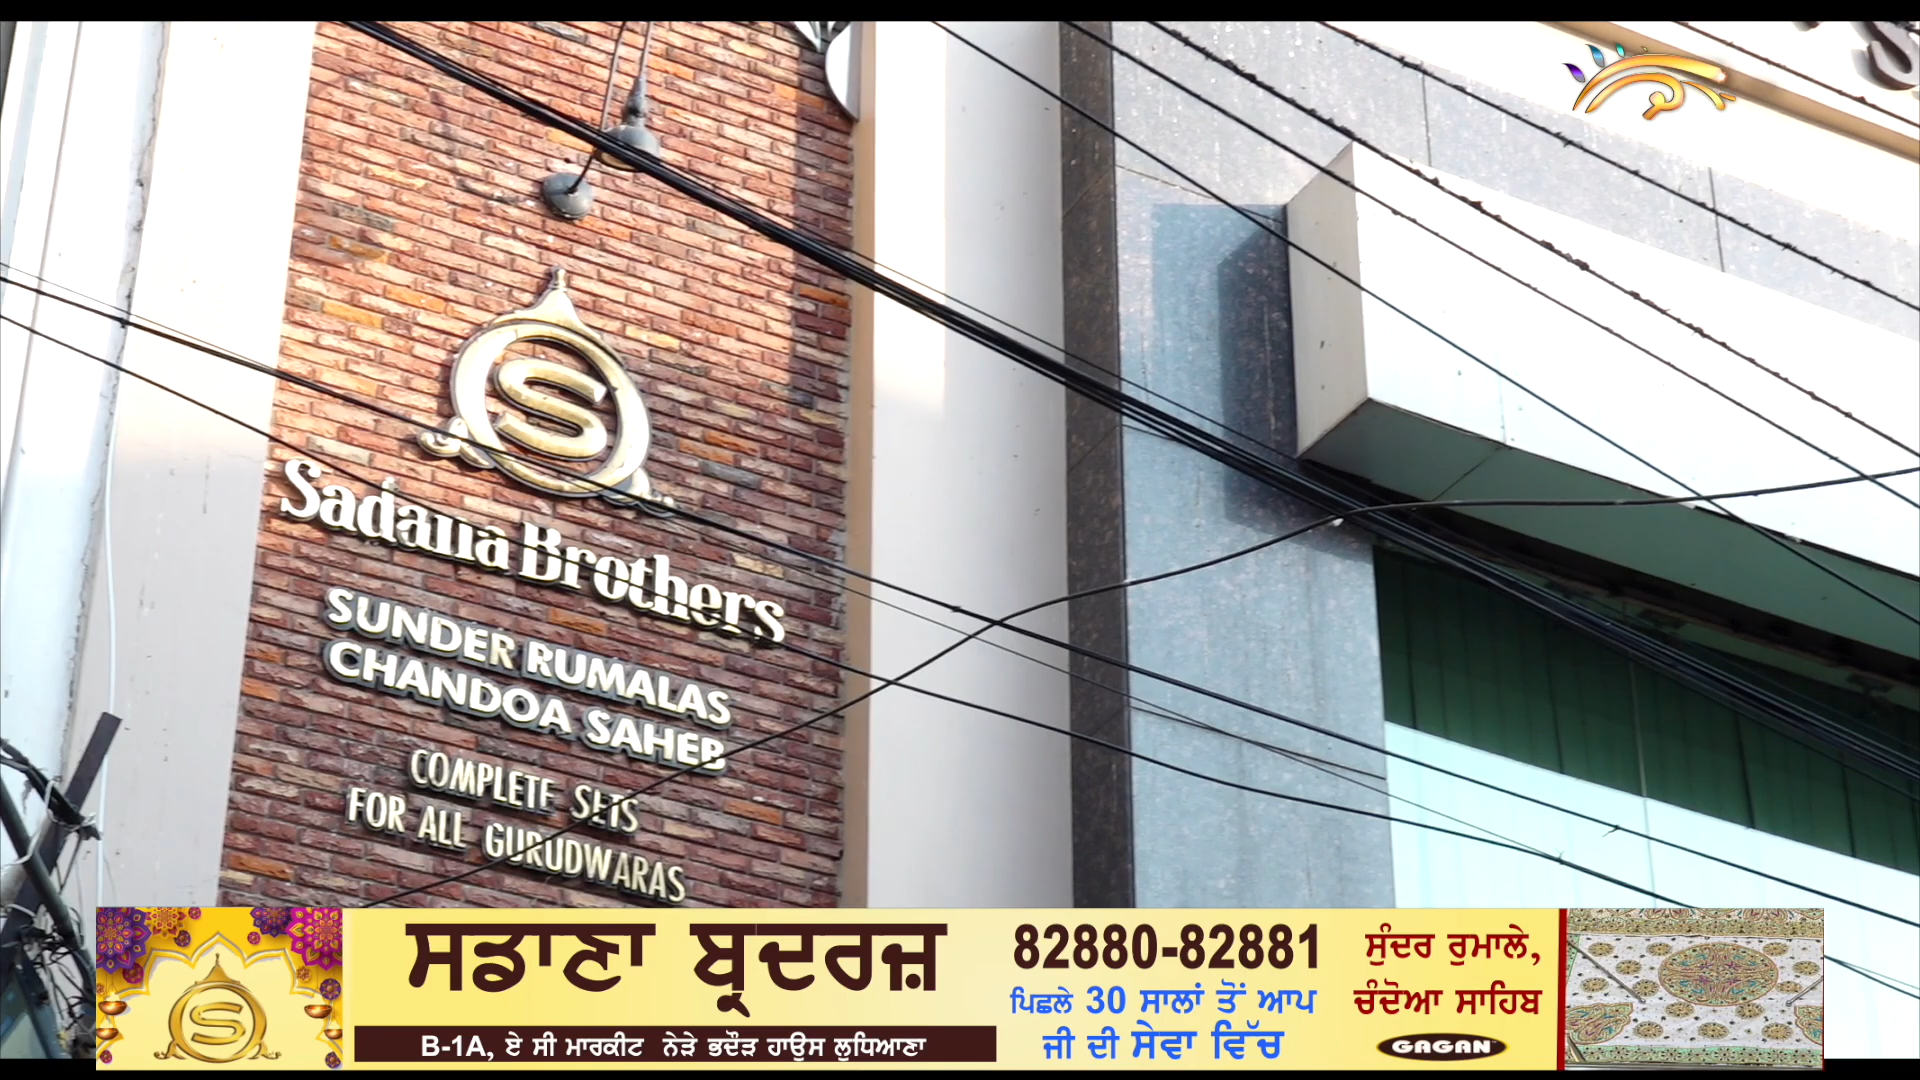 S
Sadana Brothers
SUNDER RUMALAS
CHANDOA SAHEB
COMPLETE SETS
FOR ALL GURUDWARAS
S
ਸਡਾਣਾ ਬ੍ਰਦਰਜ਼
B-1A, ਏ ਸੀ ਮਾਰਕੀਟ ਨੇੜੇ ਭਦੌੜ ਹਾਉਸ ਲੁਧਿਆਣਾ
82880-82881
ਪਿਛਲੇ 30 ਸਾਲਾਂ ਤੋਂ ਆਪ
ਜੀ ਦੀ ਸੇਵਾ ਵਿੱਚ
ਸੁੰਦਰ ਰੁਮਾਲੇ,
ਚੰਦੋਆ ਸਾਹਿਬ
GAGAN